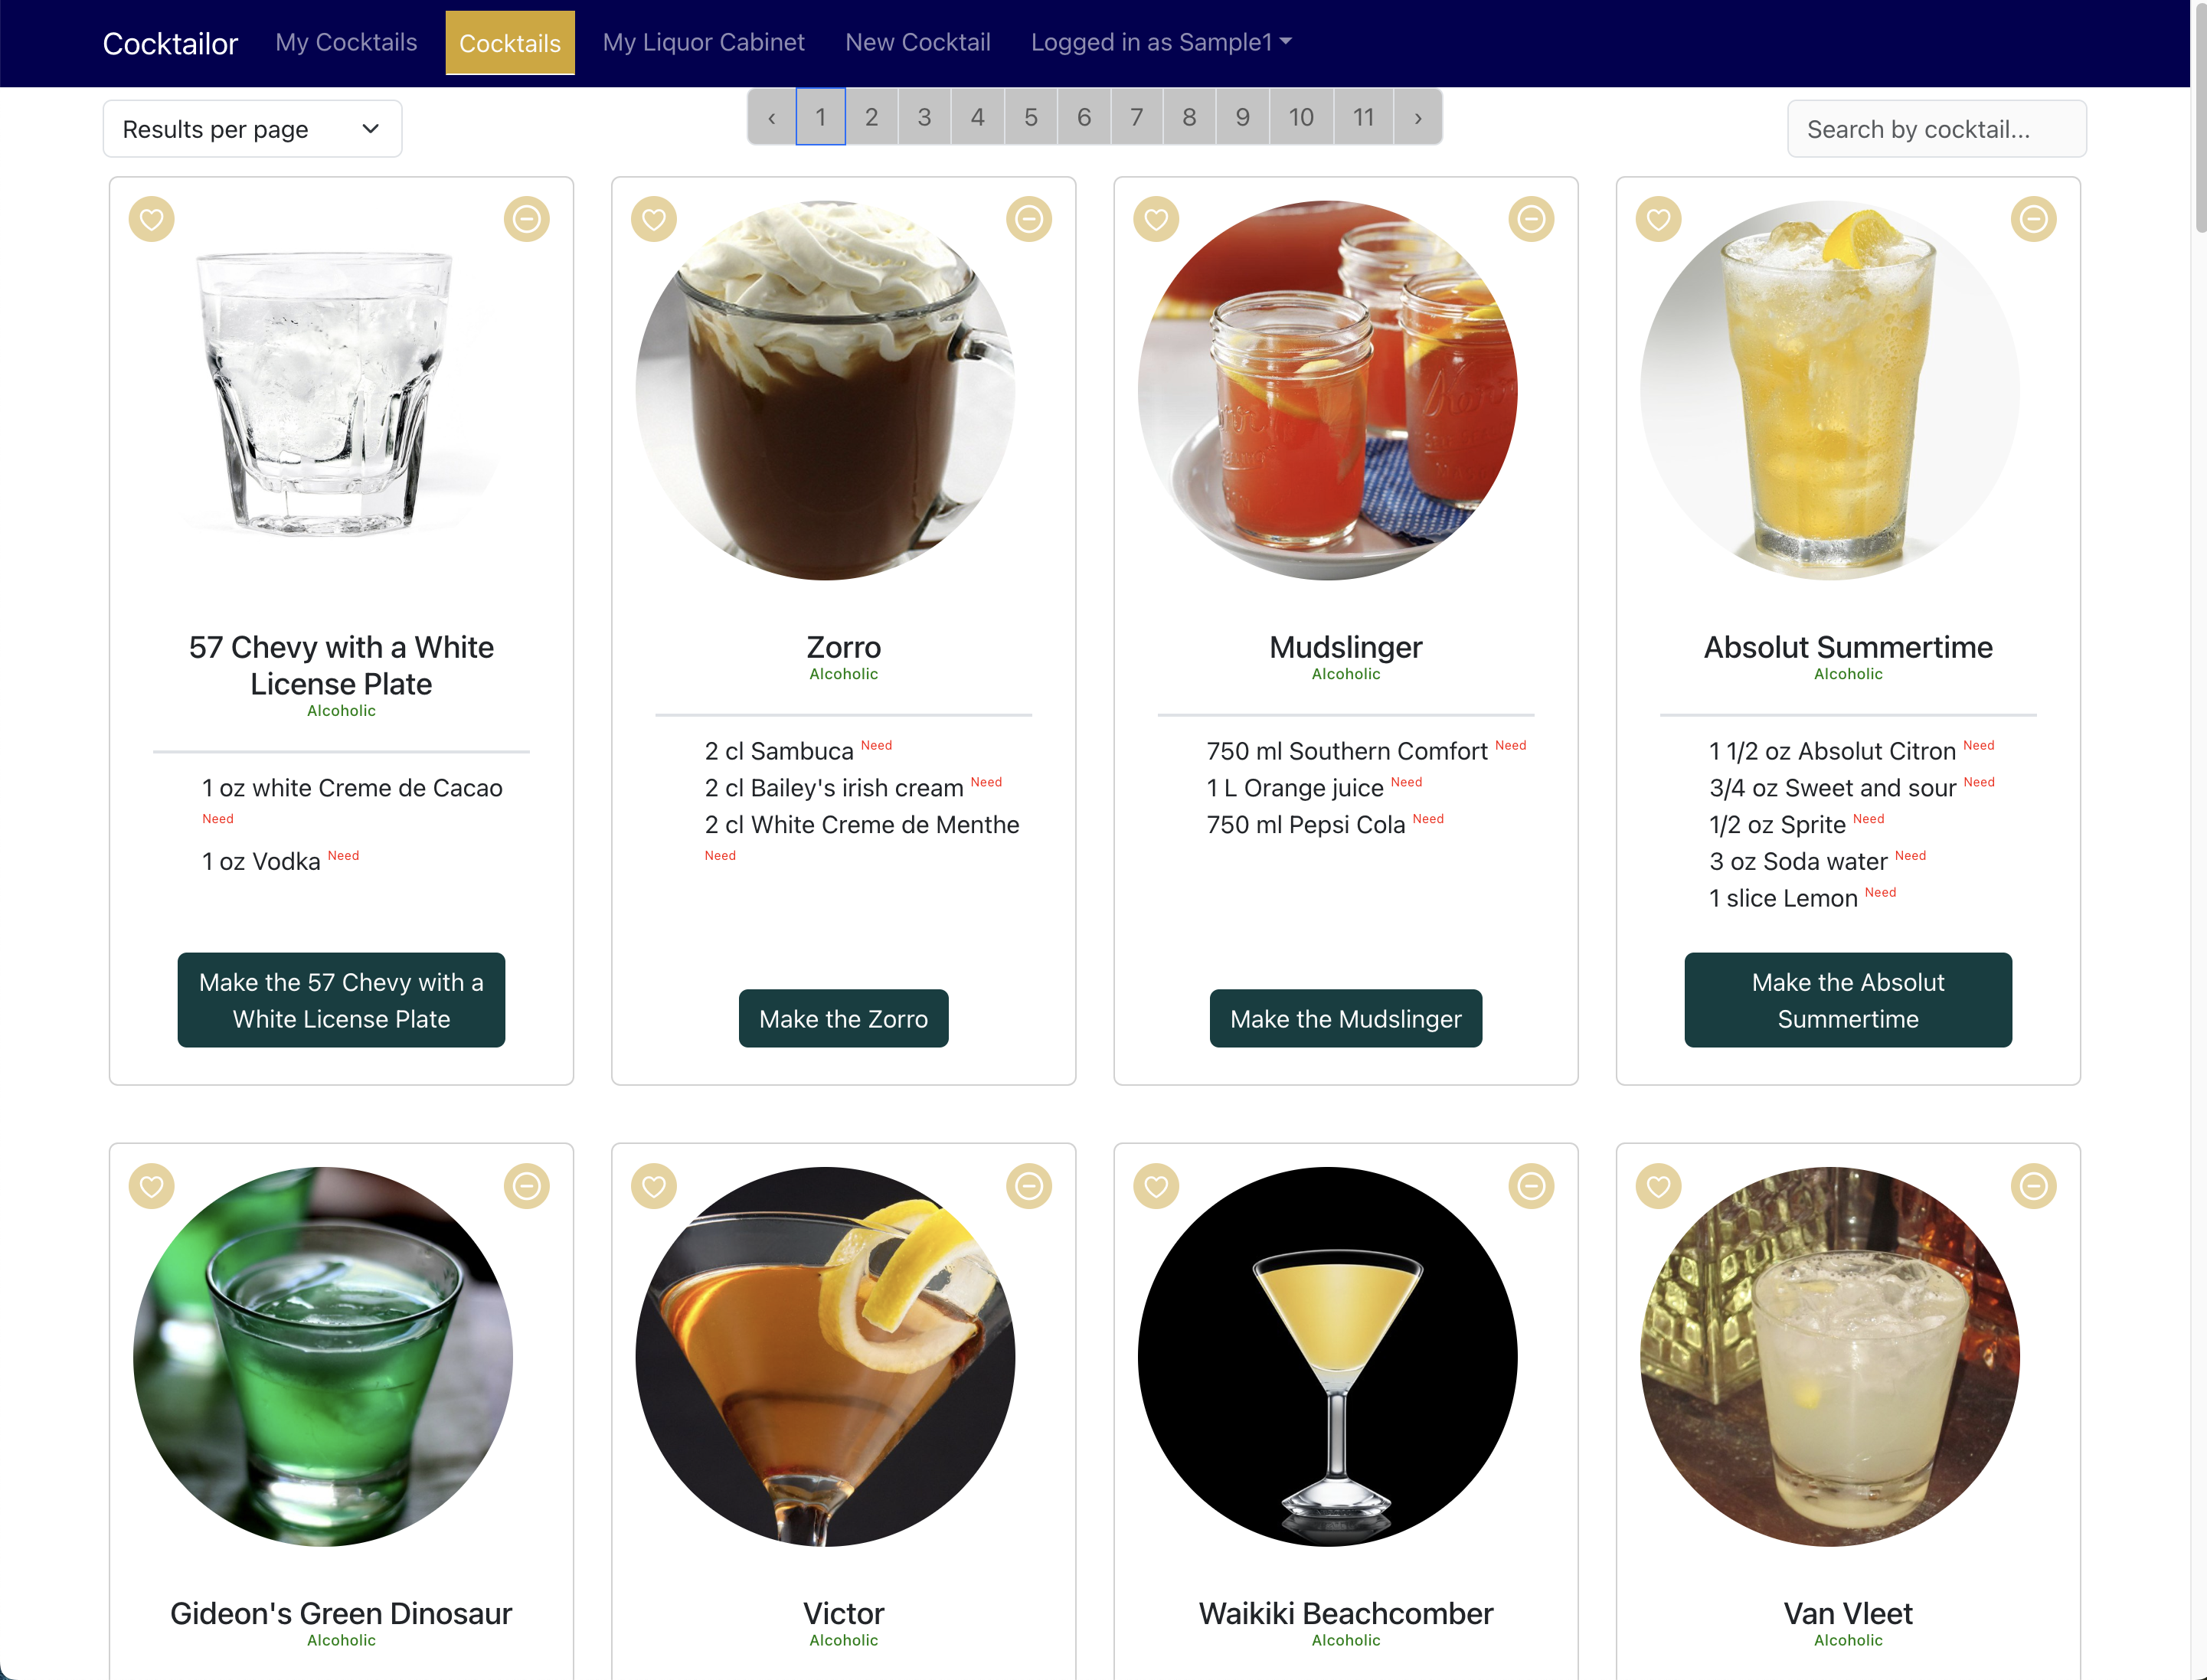 Cocktailor My Cocktails Cocktails My Liquor Cabinet New Cocktail Logged in as Sample1
Results per page
‹ 1 2 3 4 5 6 7 8 9 10 11 ›
Search by cocktail...
57 Chevy with a White
License Plate
Alcoholic
1 oz white Creme de Cacao
Need
1 oz Vodka Need
Make the 57 Chevy with a
White License Plate
Zorro
Alcoholic
2 cl Sambuca Need
2 cl Bailey's irish cream Need
2 cl White Creme de Menthe
Need
Make the Zorro
Mudslinger
Alcoholic
750 ml Southern Comfort Need
1 L Orange juice Need
750 ml Pepsi Cola Need
Make the Mudslinger
Absolut Summertime
Alcoholic
1 1/2 oz Absolut Citron Need
3/4 oz Sweet and sour Need
1/2 oz Sprite Need
3 oz Soda water Need
1 slice Lemon Need
Make the Absolut
Summertime
Gideon's Green Dinosaur
Alcoholic
Victor
Alcoholic
Waikiki Beachcomber
Alcoholic
Van Vleet
Alcoholic